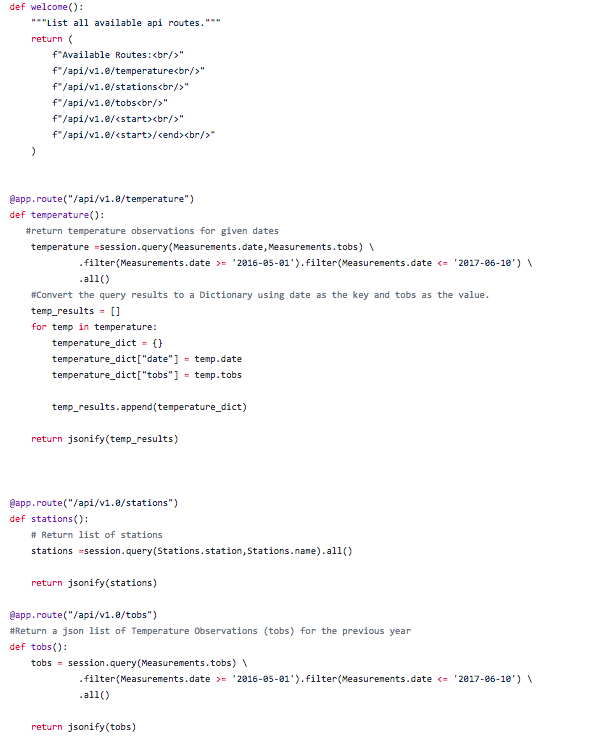 def welcome():
    """List all available api routes."""
    return (
        f"Available Routes:<br/>"
        f"/api/v1.0/temperature<br/>"
        f"/api/v1.0/stations<br/>"
        f"/api/v1.0/tobs<br/>"
        f"/api/v1.0/<start><br/>"
        f"/api/v1.0/<start>/<end><br/>"
    )
@app.route("/api/v1.0/temperature")
def temperature():
   #return temperature observations for given dates
    temperature =session.query(Measurements.date,Measurements.tobs) \
             .filter(Measurements.date >= '2016-05-01').filter(Measurements.date <= '2017-06-10') \
             .all()
    #Convert the query results to a Dictionary using date as the key and tobs as the value.
    temp_results = []
    for temp in temperature:
        temperature_dict = {}
        temperature_dict["date"] = temp.date
        temperature_dict["tobs"] = temp.tobs
        temp_results.append(temperature_dict)
    return jsonify(temp_results)
@app.route("/api/v1.0/stations")
def stations():
    # Return list of stations
    stations =session.query(Stations.station,Stations.name).all()
    return jsonify(stations)
@app.route("/api/v1.0/tobs")
#Return a json list of Temperature Observations (tobs) for the previous year
def tobs():
    tobs = session.query(Measurements.tobs) \
             .filter(Measurements.date >= '2016-05-01').filter(Measurements.date <= '2017-06-10') \
             .all()
    return jsonify(tobs)